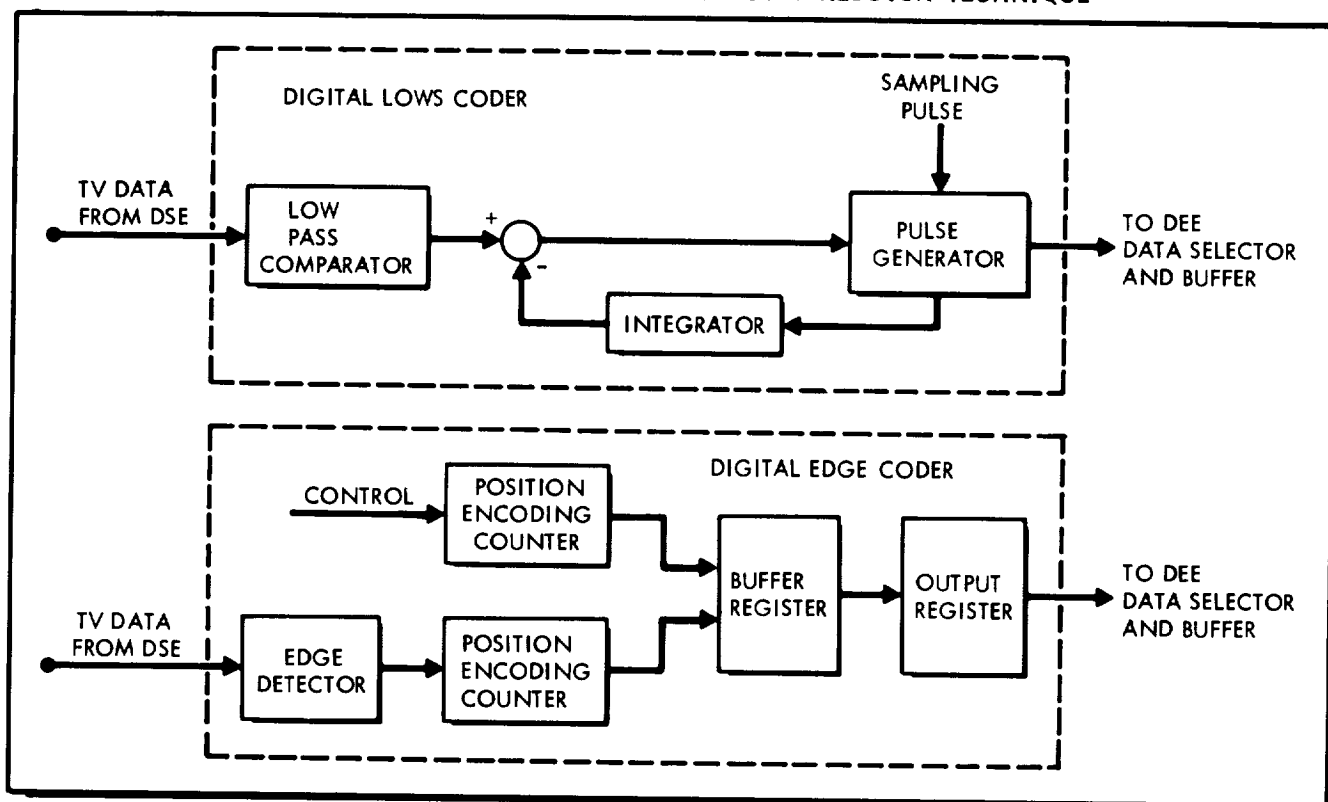 TECHNIQUE
DIGITAL LOWS CODER
SAMPLING
PULSE
TV DATA
FROM DSE
LOW
PASS
COMPARATOR
+
-
PULSE
GENERATOR
INTEGRATOR
TO DEE
DATA SELECTOR
AND BUFFER
DIGITAL EDGE CODER
CONTROL
POSITION
ENCODING
COUNTER
BUFFER
REGISTER
OUTPUT
REGISTER
TO DEE
DATA SELECTOR
AND BUFFER
TV DATA
FROM DSE
EDGE
DETECTOR
POSITION
ENCODING
COUNTER